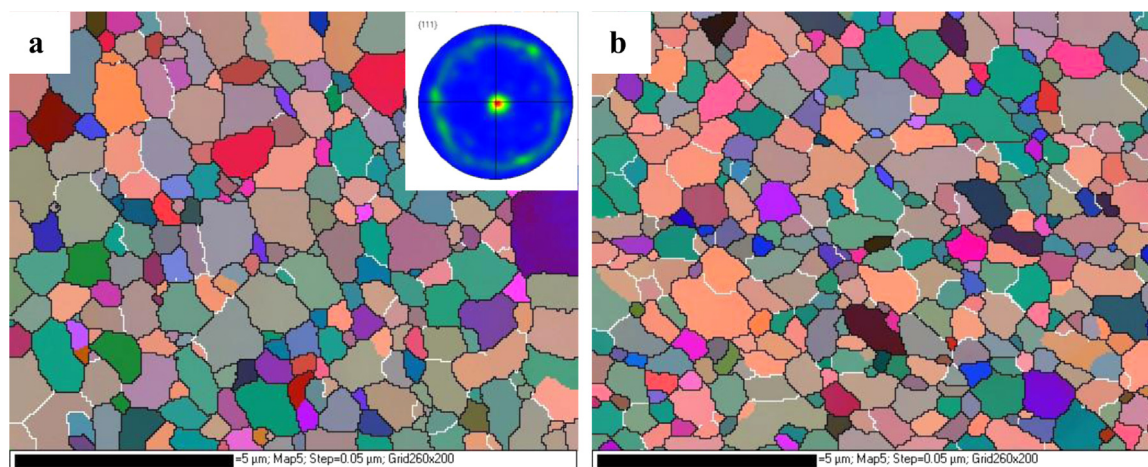 a
{111}
b
=5 µm; Map5; Step=0.05 µm; Grid260x200
=5 µm; Map5; Step=0.05 µm; Grid260x200